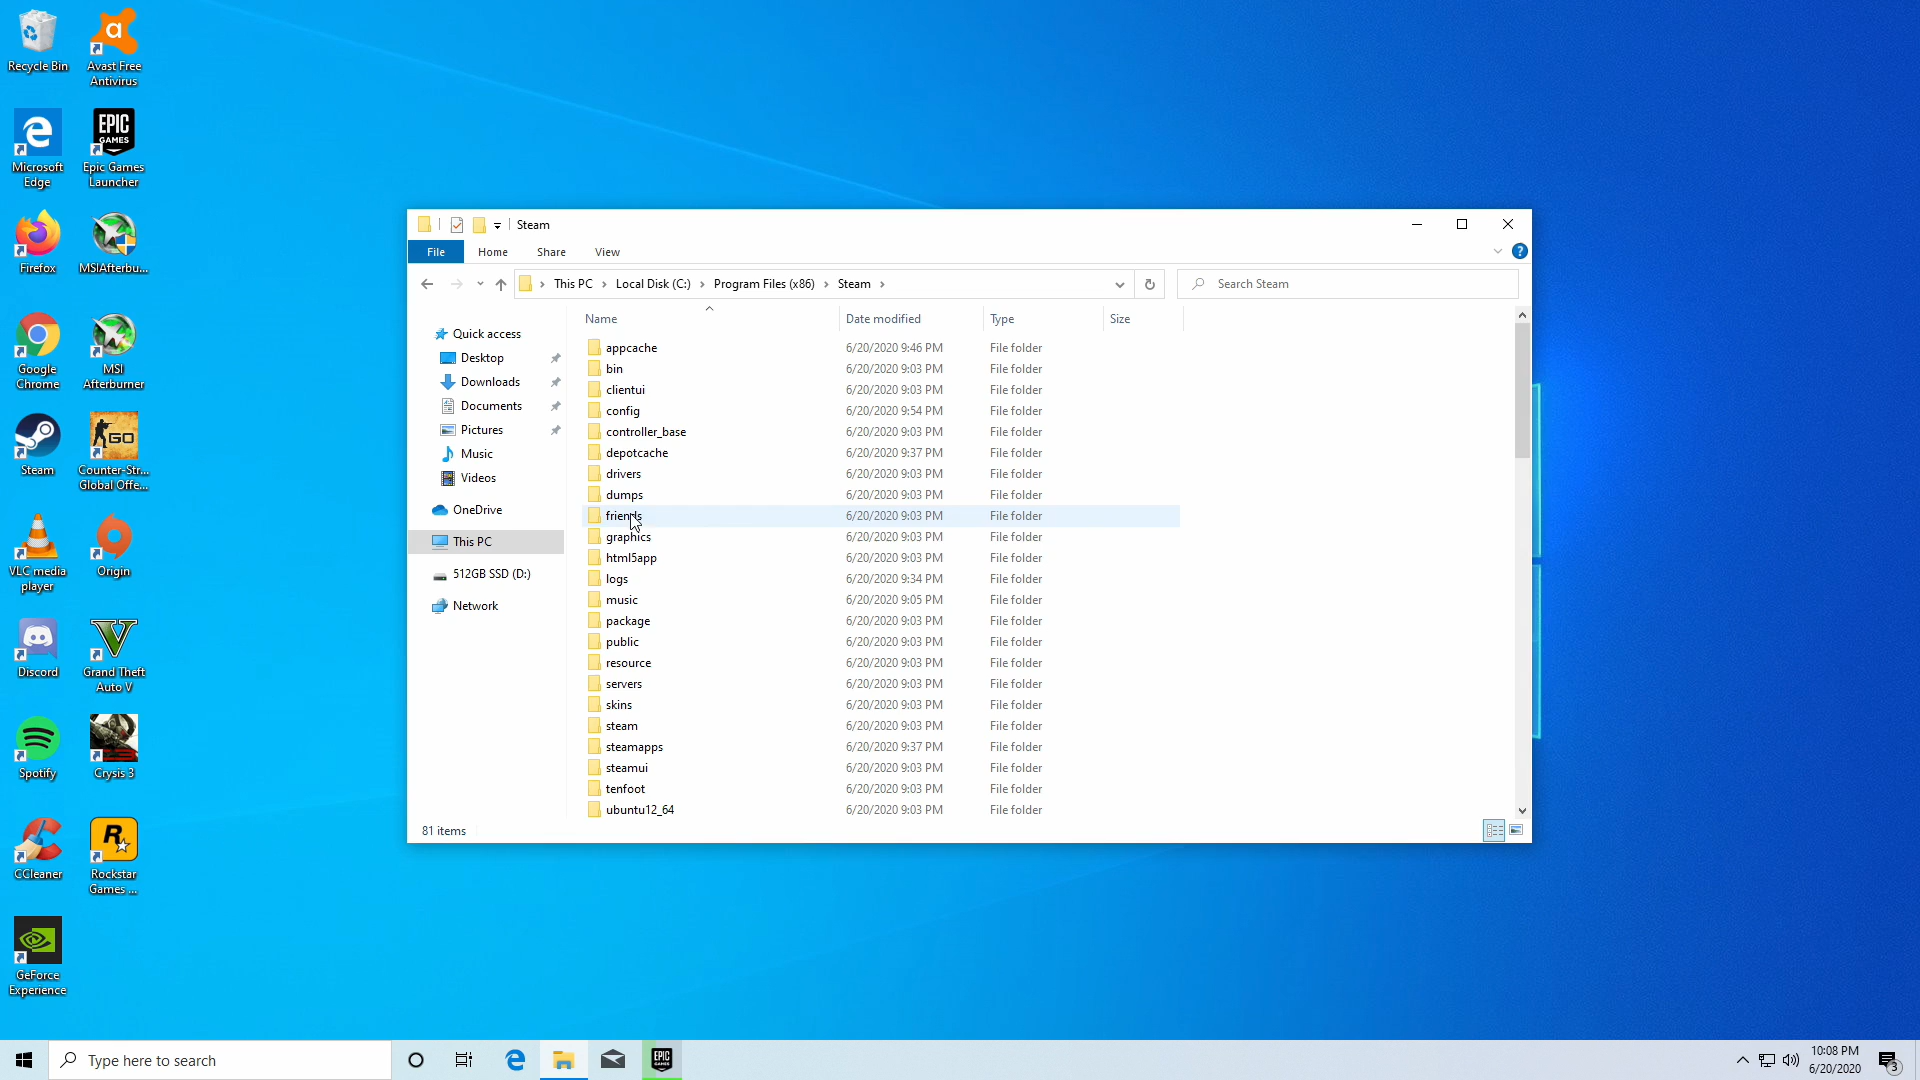 Recycle Bin
Avast Free
Antivirus
Microsoft
Edge
EPIC
GAMES
Epic Games
Launcher
Firefox
MSIAfterbu...
Google
Chrome
MSI
Afterburner
Steam
GO
Counter-Str...
Global Offe...
VLC media
player
Origin
Discord
Grand Theft
Auto V
Spotify
Crysis 3
CCleaner
Rockstar
Games ...
GeForce
Experience
Steam
File
Home
Share
View
This PC
Local Disk (C:)
Program Files (x86)
Steam
Search Steam
Quick access
Desktop
Downloads
Documents
Pictures
Music
Videos
OneDrive
This PC
512GB SSD (D:)
Network
Name Date modified Type Size
appcache 6/20/2020 9:46 PM File folder
bin 6/20/2020 9:03 PM File folder
clientui 6/20/2020 9:03 PM File folder
config 6/20/2020 9:54 PM File folder
controller_base 6/20/2020 9:03 PM File folder
depotcache 6/20/2020 9:37 PM File folder
drivers 6/20/2020 9:03 PM File folder
dumps 6/20/2020 9:03 PM File folder
friends 6/20/2020 9:03 PM File folder
graphics 6/20/2020 9:03 PM File folder
html5app 6/20/2020 9:03 PM File folder
logs 6/20/2020 9:34 PM File folder
music 6/20/2020 9:05 PM File folder
package 6/20/2020 9:03 PM File folder
public 6/20/2020 9:03 PM File folder
resource 6/20/2020 9:03 PM File folder
servers 6/20/2020 9:03 PM File folder
skins 6/20/2020 9:03 PM File folder
steam 6/20/2020 9:03 PM File folder
steamapps 6/20/2020 9:37 PM File folder
steamui 6/20/2020 9:03 PM File folder
tenfoot 6/20/2020 9:03 PM File folder
ubuntu12_64 6/20/2020 9:03 PM File folder
81 items
Type here to search
EPIC
GAMES
10:08 PM
6/20/2020
3